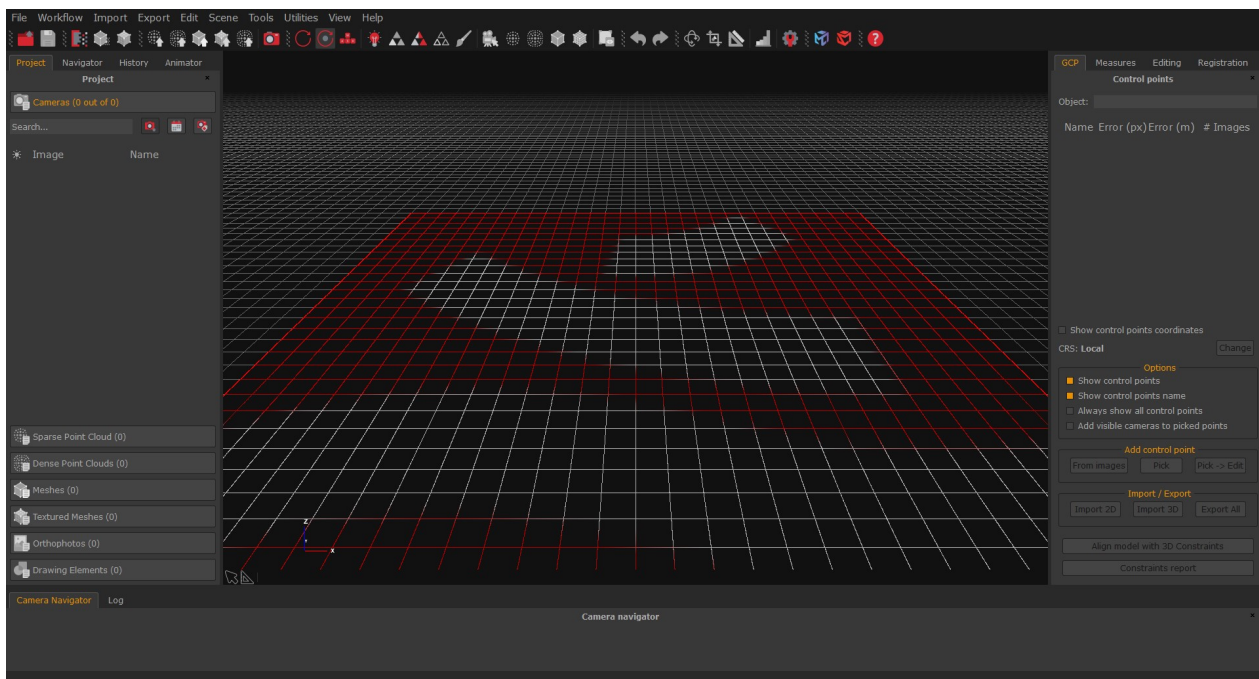 File Workflow Import Export Edit Scene Tools Utilities View Help
Project Navigator History Animator
Project
Cameras (0 out of 0)
Search...
Image Name
Sparse Point Cloud (0)
Dense Point Clouds (0)
Meshes (0)
Textured Meshes (0)
Orthophotos (0)
Drawing Elements (0)
Z
X
GCP Measures Editing Registration
Control points
Object:
Name Error (px) Error (m) # Images
Show control points coordinates
CRS: Local Change
Options
Show control points
Show control points name
Always show all control points
Add visible cameras to picked points
Add control point
From images Pick Pick -> Edit
Import / Export
Import 2D Import 3D Export All
Align model with 3D Constraints
Constraints report
Camera Navigator Log
Camera navigator